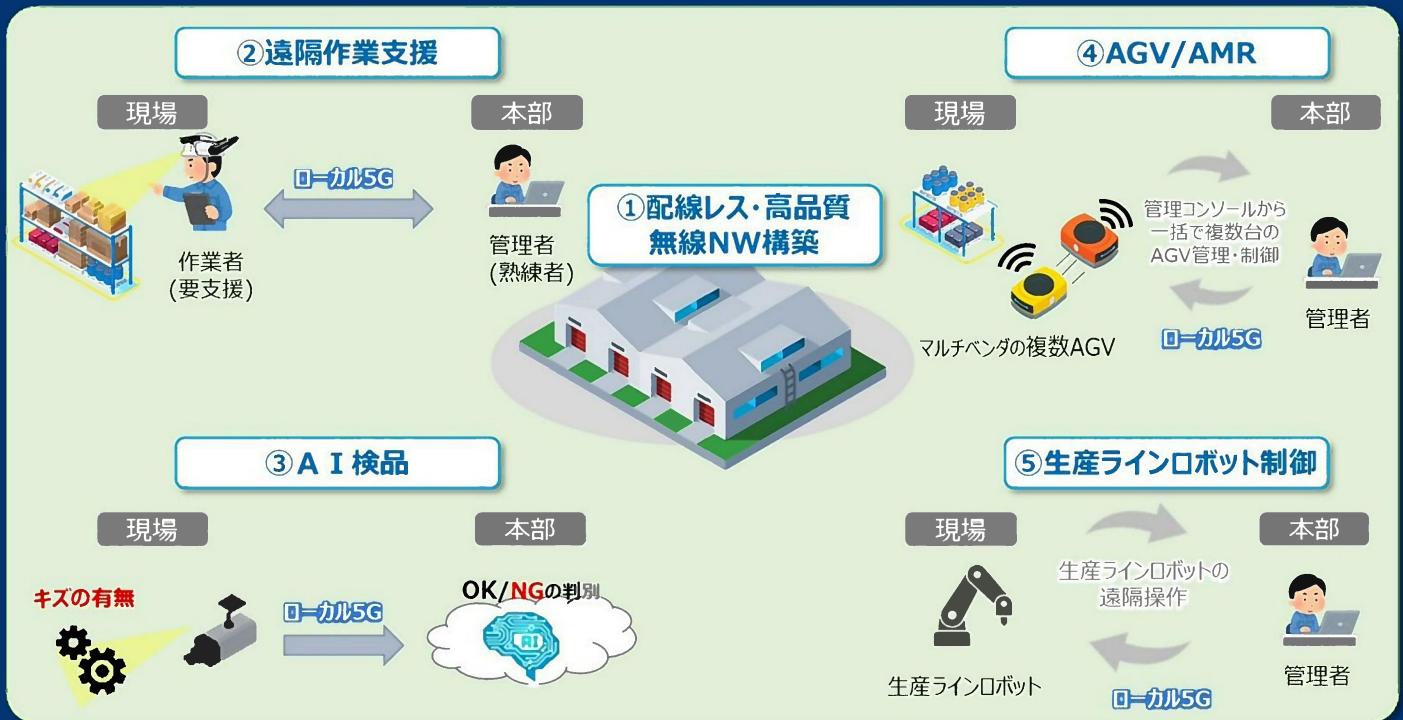 ②遠隔作業支援
現場
本部
ローカル5G
作業者
(要支援)
管理者
(熟練者)
①配線レス・高品質
無線NW構築
④AGV/AMR
現場
本部
管理コンソールから
一括で複数台の
AGV管理・制御
ローカル5G
マルチベンダの複数AGV
管理者
③ＡＩ検品
現場
本部
キズの有無
ローカル5G
OK/NGの判別
AI
⑤生産ラインロボット制御
現場
本部
生産ラインロボットの
遠隔操作
ローカル5G
生産ラインロボット
管理者